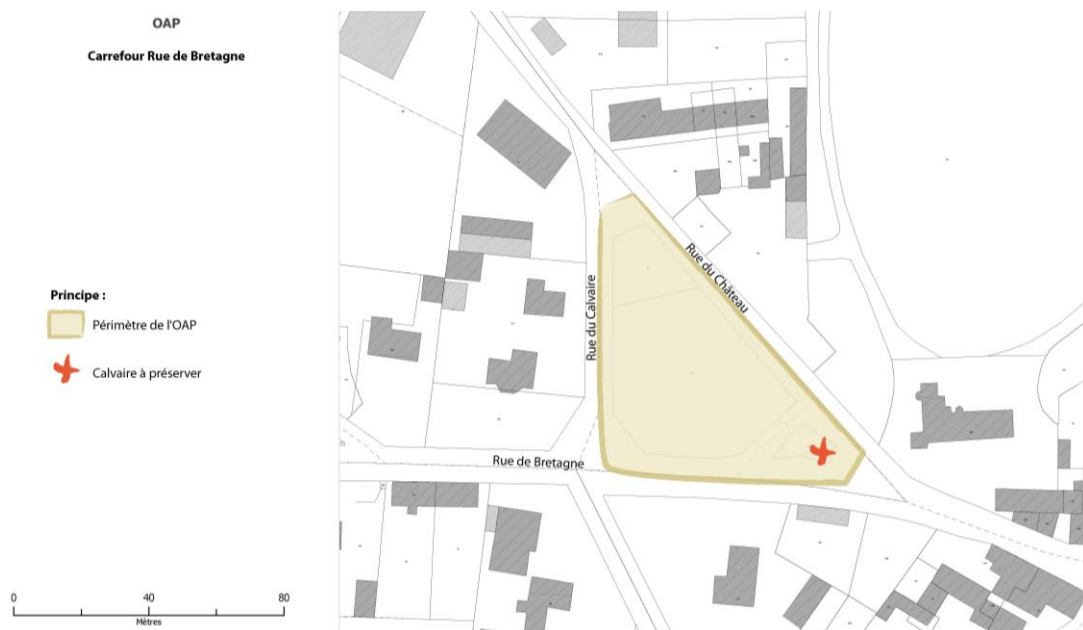 OAP
Carrefour Rue de Bretagne
Principe :
Périmètre de l'OAP
Calvaire à préserver
Rue du Château
Rue du Calvaire
Rue de Bretagne
0 40 80
Mètres